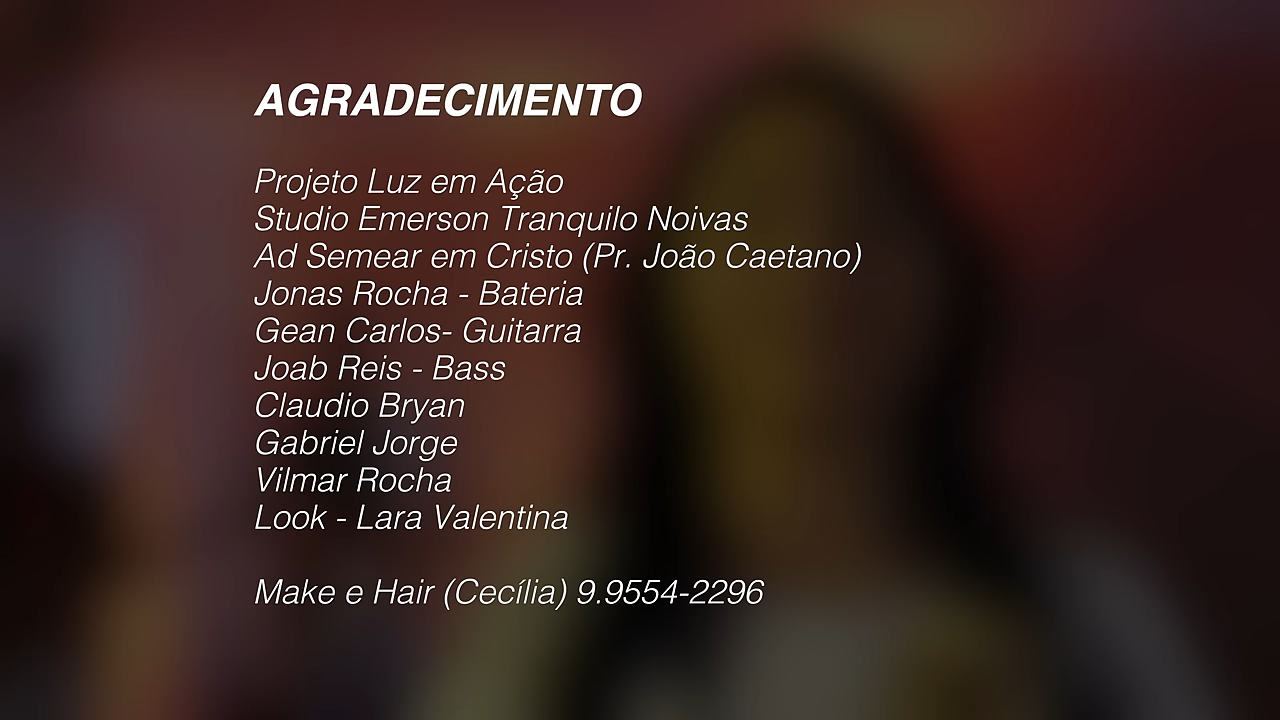 AGRADECIMENTO
Projeto Luz em Ação
Studio Emerson Tranquilo Noivas
Ad Semear em Cristo (Pr. João Caetano)
Jonas Rocha - Bateria
Gean Carlos- Guitarra
Joab Reis - Bass
Claudio Bryan
Gabriel Jorge
Vilmar Rocha
Look - Lara Valentina
Make e Hair (Cecília) 9.9554-2296